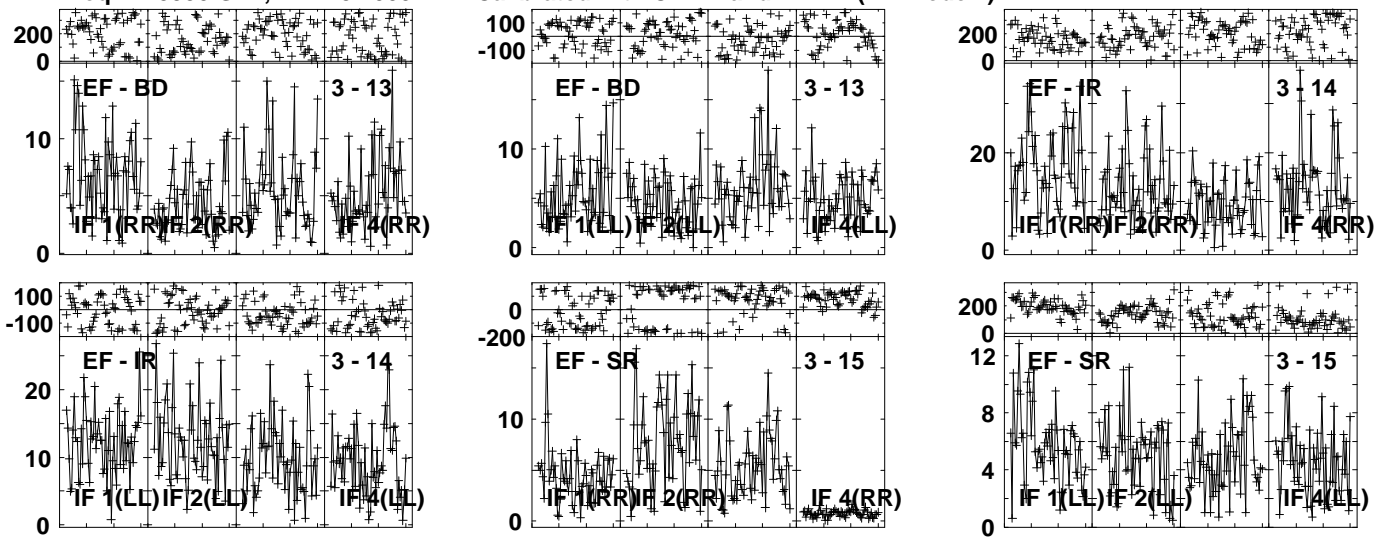 200 0 100 -100 200 0
EF - BD 3 - 13
10 0
IF 1(RR) IF 2(RR) IF 4(RR)
EF - BD 3 - 13
10 0
IF 1(LL) IF 2(LL) IF 4(LL)
EF - IR 3 - 14
20 0
IF 1(RR) IF 2(RR) IF 4(RR)
100 -100 0 -200 200 0
EF - IR 3 - 14
20 10 0
IF 1(LL) IF 2(LL) IF 4(LL)
EF - SR 3 - 15
10 0
IF 1(RR) IF 2(RR) IF 4(RR)
EF - SR 3 - 15
12 8 4 0
IF 1(LL) IF 2(LL) IF 4(LL)